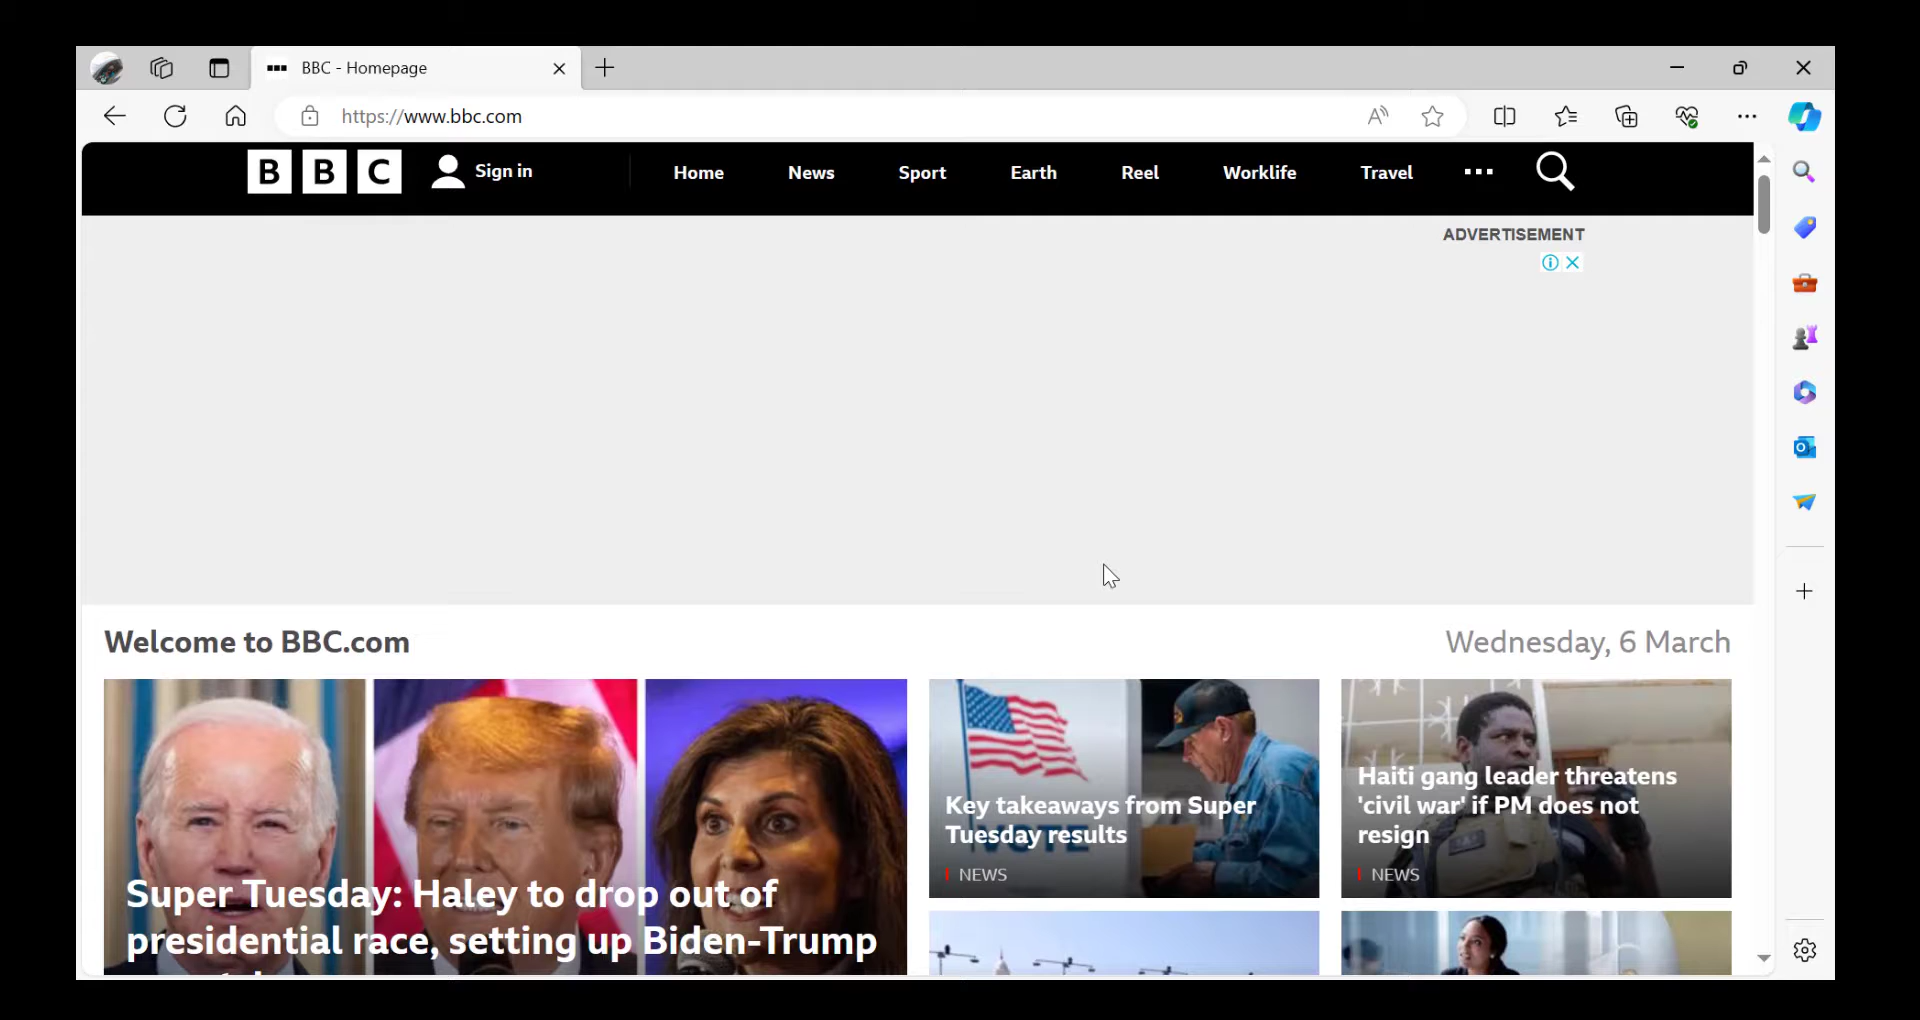 BBC - Homepage
https://www.bbc.com
BBC
Sign in
Home
News
Sport
Earth
Reel
Worklife
Travel
ADVERTISEMENT
Welcome to BBC.com
Wednesday, 6 March
Super Tuesday: Haley to drop out of
presidential race, setting up Biden-Trump
Key takeaways from Super
Tuesday results
NEWS
Haiti gang leader threatens
'civil war' if PM does not
resign
NEWS